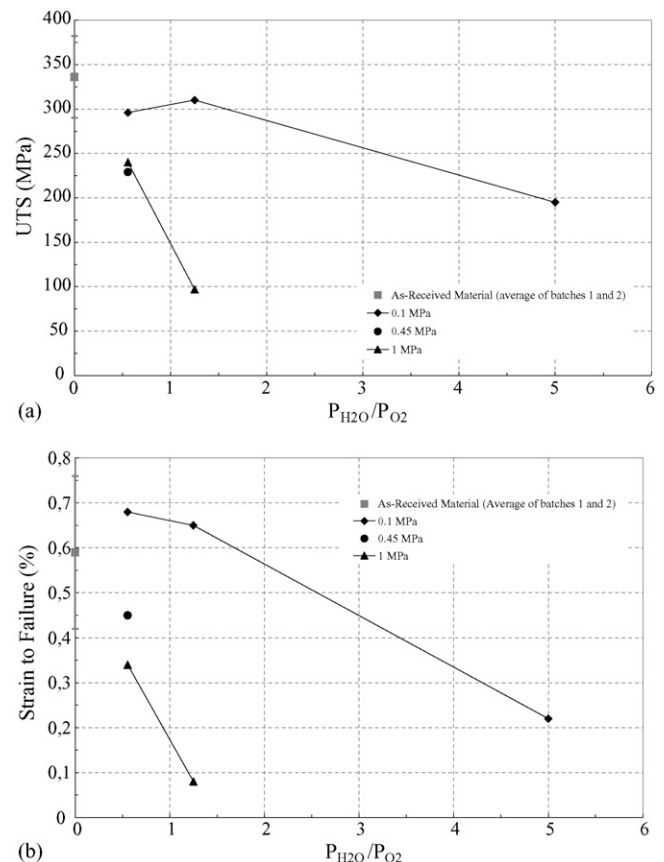 400
350
300
250
200
150
100
50
0
UTS (MPa)
As-Received Material (average of batches 1 and 2)
0.1 MPa
0.45 MPa
1 MPa
0 1 2 3 4 5 6
(a)
P_H2O/P_O2
0,8
0,7
0,6
0,5
0,4
0,3
0,2
0,1
0
Strain to Failure (%)
As-Received Material (Average of batches 1 and 2)
0.1 MPa
0.45 MPa
1 MPa
0 1 2 3 4 5 6
(b)
P_H2O/P_O2